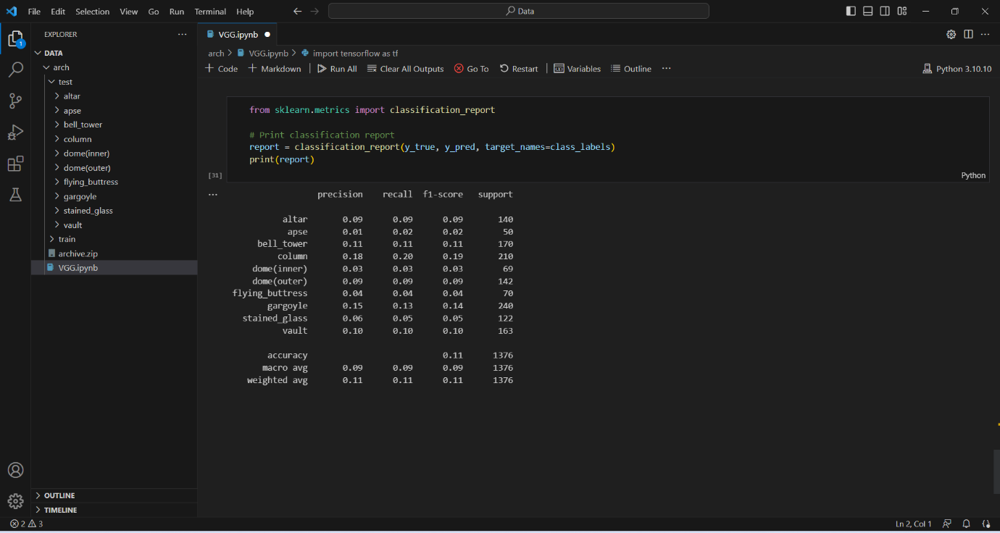 File Edit Selection View Go Run Terminal Help
Data
EXPLORER
DATA
arch
test
altar
apse
bell_tower
column
dome(inner)
dome(outer)
flying_buttress
gargoyle
stained_glass
vault
train
archive.zip
VGG.ipynb
OUTLINE
TIMELINE
VGG.ipynb
arch > VGG.ipynb > import tensorflow as tf
+ Code + Markdown Run All Clear All Outputs Go To Restart Variables Outline ... Python 3.10.10
from sklearn.metrics import classification_report
# Print classification report
report = classification_report(y_true, y_pred, target_names=class_labels)
print(report)
[31]
Python
precision recall f1-score support
altar 0.09 0.09 0.09 140
apse 0.01 0.02 0.02 50
bell_tower 0.11 0.11 0.11 170
column 0.18 0.20 0.19 210
dome(inner) 0.03 0.03 0.03 69
dome(outer) 0.09 0.09 0.09 142
flying_buttress 0.04 0.04 0.04 70
gargoyle 0.15 0.13 0.14 240
stained_glass 0.06 0.05 0.05 122
vault 0.10 0.10 0.10 163
accuracy 0.11 1376
macro avg 0.09 0.09 0.09 1376
weighted avg 0.11 0.11 0.11 1376
2 3
Ln 2, Col 1
1